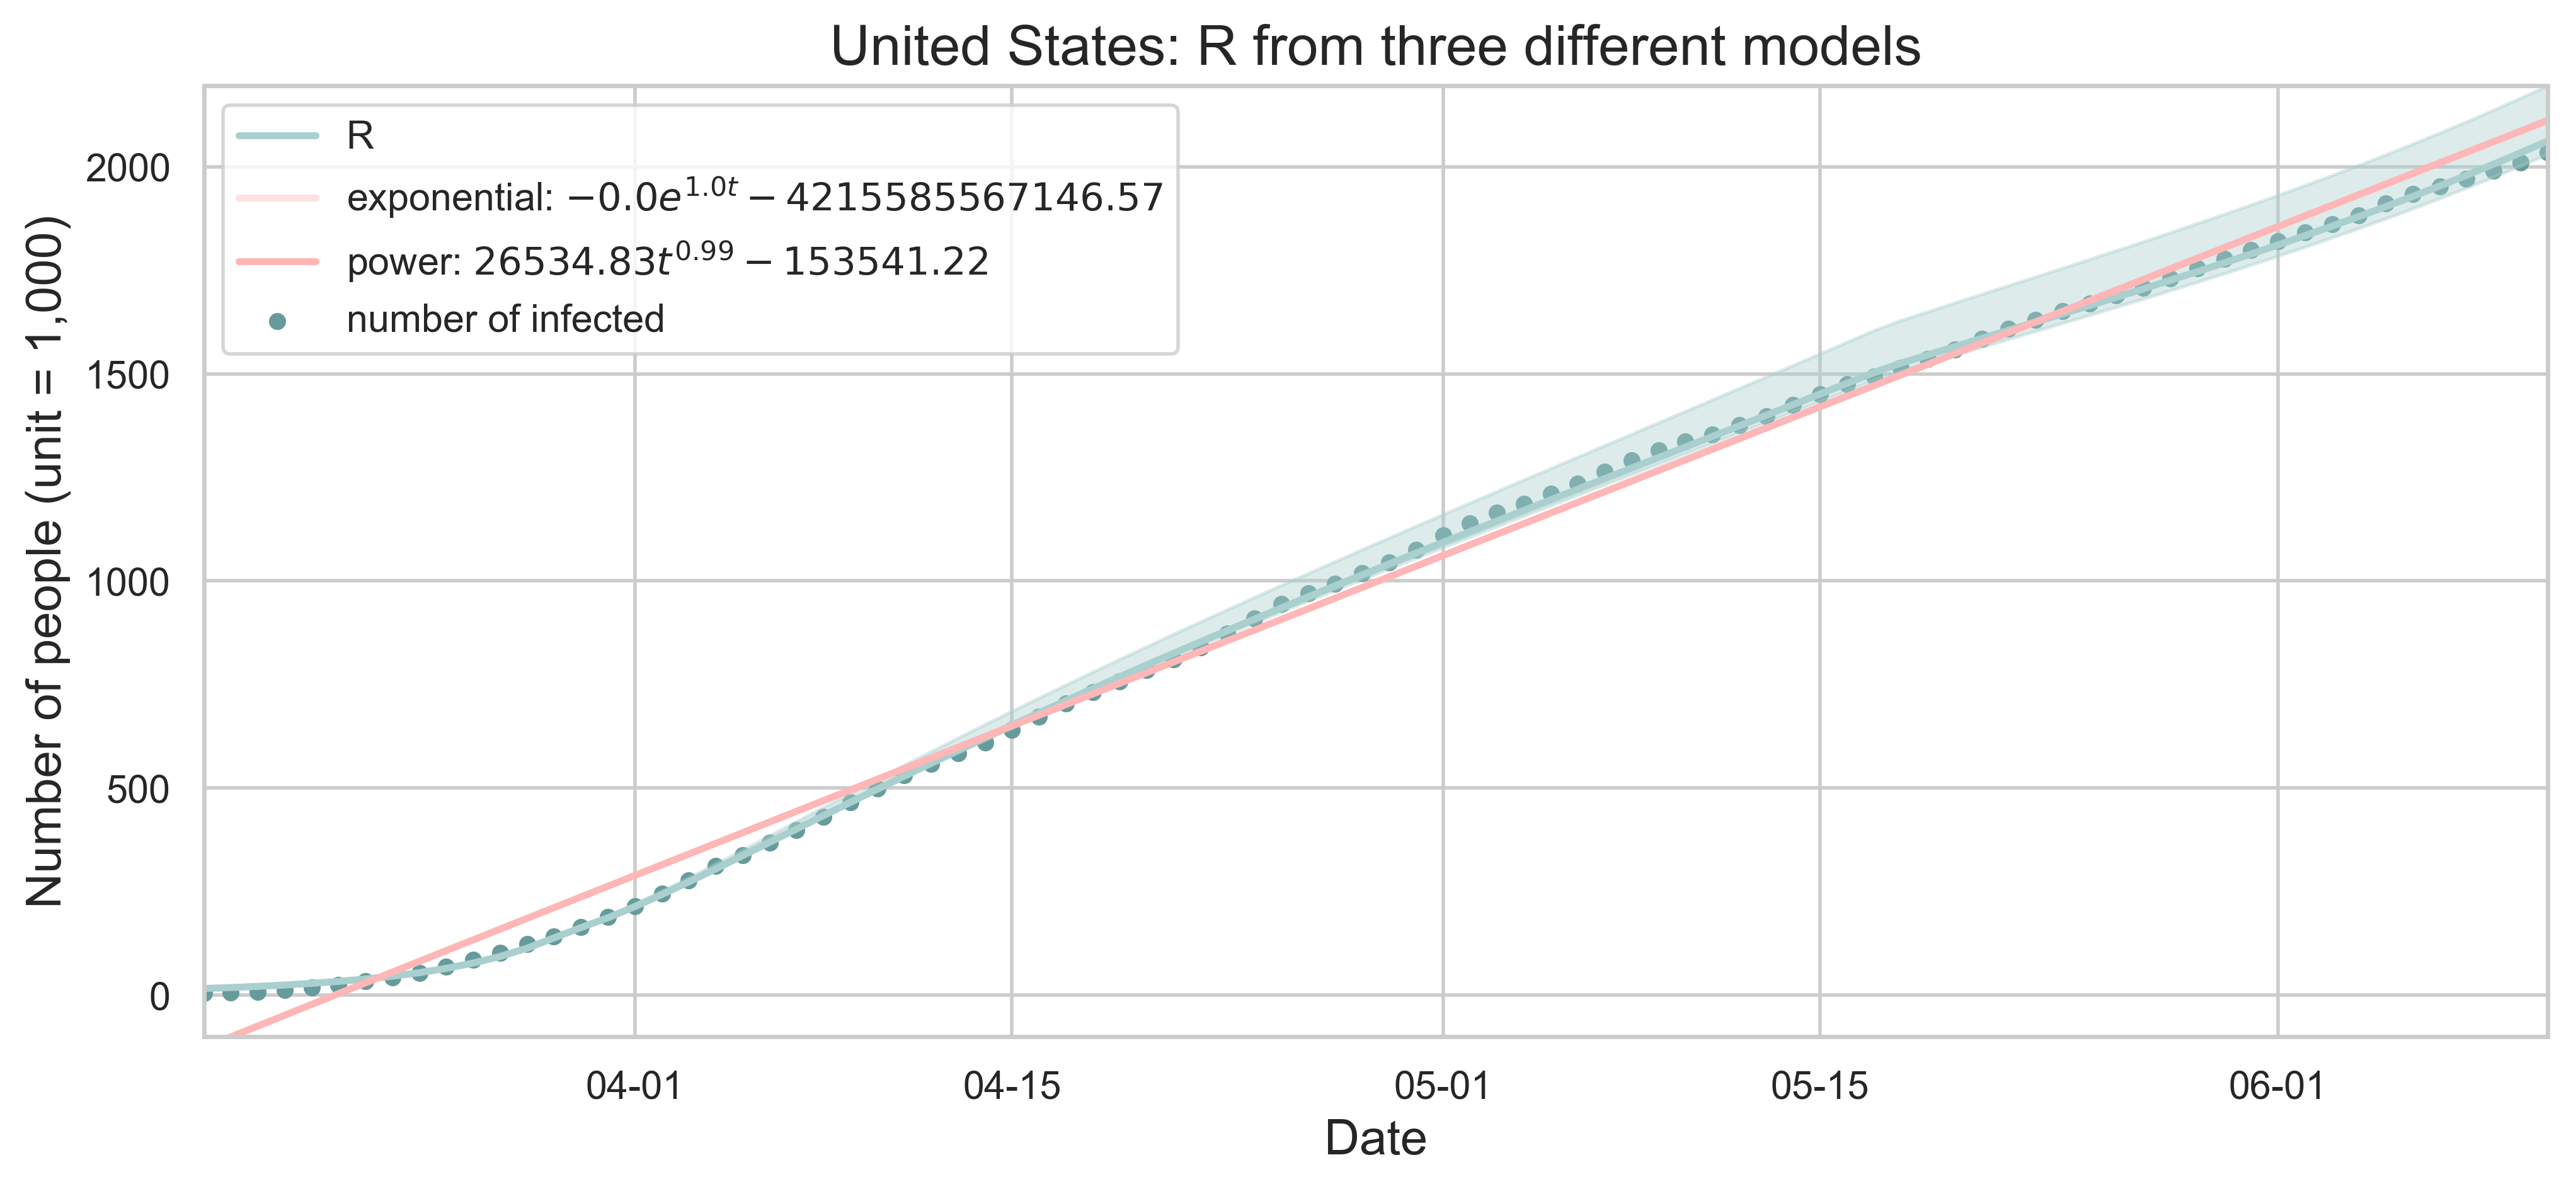 United States: R from three different models
R
exponential: −0.0e^{1.0t} − 4215585567146.57
power: 26534.83t^{0.99} − 153541.22
number of infected
Number of people (unit = 1,000)
2000
1500
1000
500
0
04-01 04-15 05-01 05-15 06-01
Date